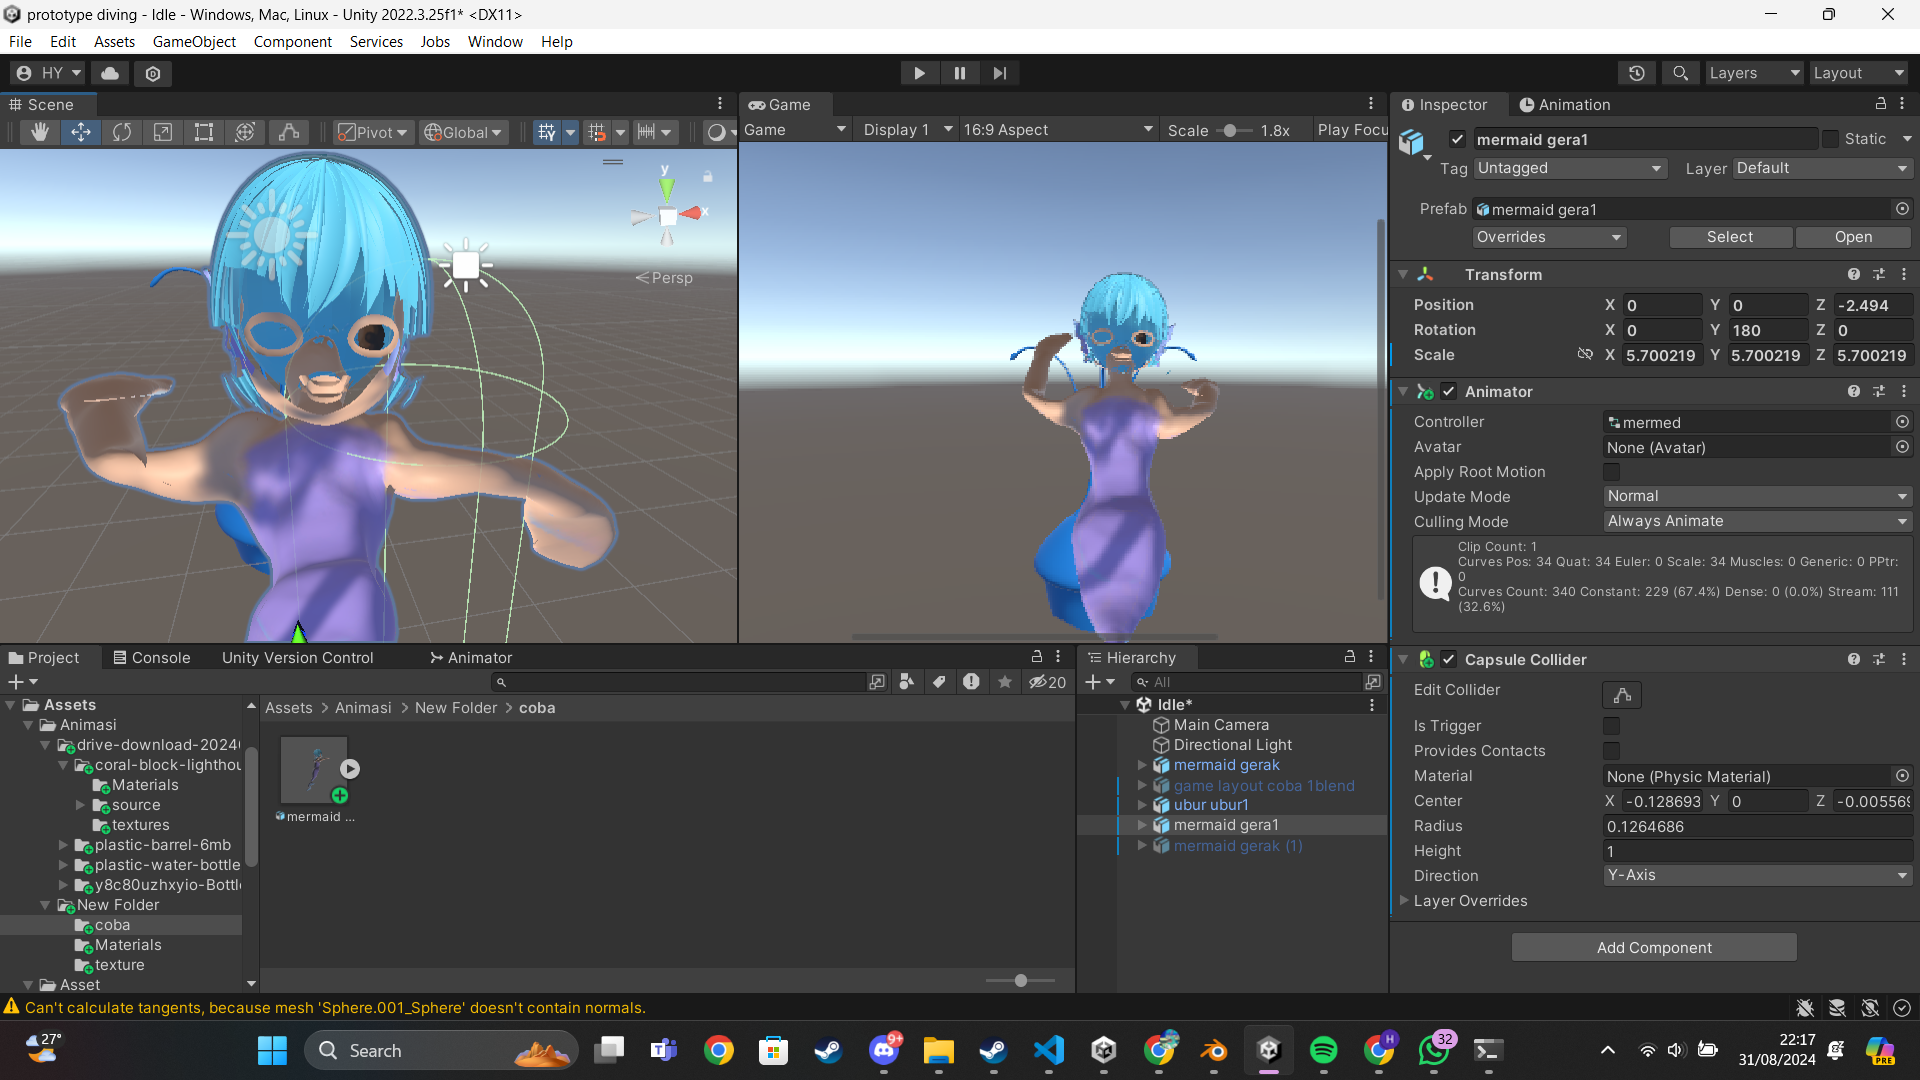 prototype diving - Idle - Windows, Mac, Linux - Unity 2022.3.25f1* <DX11>
File Edit Assets GameObject Component Services Jobs Window Help
HY
Layers Layout
Scene
Pivot Global
y
x
Persp
Game
Game Display 1 16:9 Aspect Scale 1.8x Play Focu
Inspector Animation
mermaid gera1 Static
Tag Untagged Layer Default
Prefab mermaid gera1
Overrides Select Open
Transform
Position X 0 Y 0 Z -2.494
Rotation X 0 Y 180 Z 0
Scale X 5.700219 Y 5.700219 Z 5.700219
Animator
Controller mermed
Avatar None (Avatar)
Apply Root Motion
Update Mode Normal
Culling Mode Always Animate
Clip Count: 1
Curves Pos: 34 Quat: 34 Euler: 0 Scale: 34 Muscles: 0 Generic: 0 PPtr:
0
Curves Count: 340 Constant: 229 (67.4%) Dense: 0 (0.0%) Stream: 111
(32.6%)
Capsule Collider
Edit Collider
Is Trigger
Provides Contacts
Material None (Physic Material)
Center X -0.128693 Y 0 Z -0.005569
Radius 0.1264686
Height 1
Direction Y-Axis
Layer Overrides
Add Component
Project Console Unity Version Control Animator
20
Assets
Animasi
drive-download-2024
coral-block-lighthou
Materials
source
textures
plastic-barrel-6mb
plastic-water-bottle
y8c80uzhxyio-Bottl
New Folder
coba
Materials
texture
Asset
Assets > Animasi > New Folder > coba
mermaid ...
Hierarchy
All
Idle*
Main Camera
Directional Light
mermaid gerak
game layout coba 1blend
ubur ubur1
mermaid gera1
mermaid gerak (1)
Can't calculate tangents, because mesh 'Sphere.001_Sphere' doesn't contain normals.
27°
Search
9+
H
32
22:17
31/08/2024
PRE